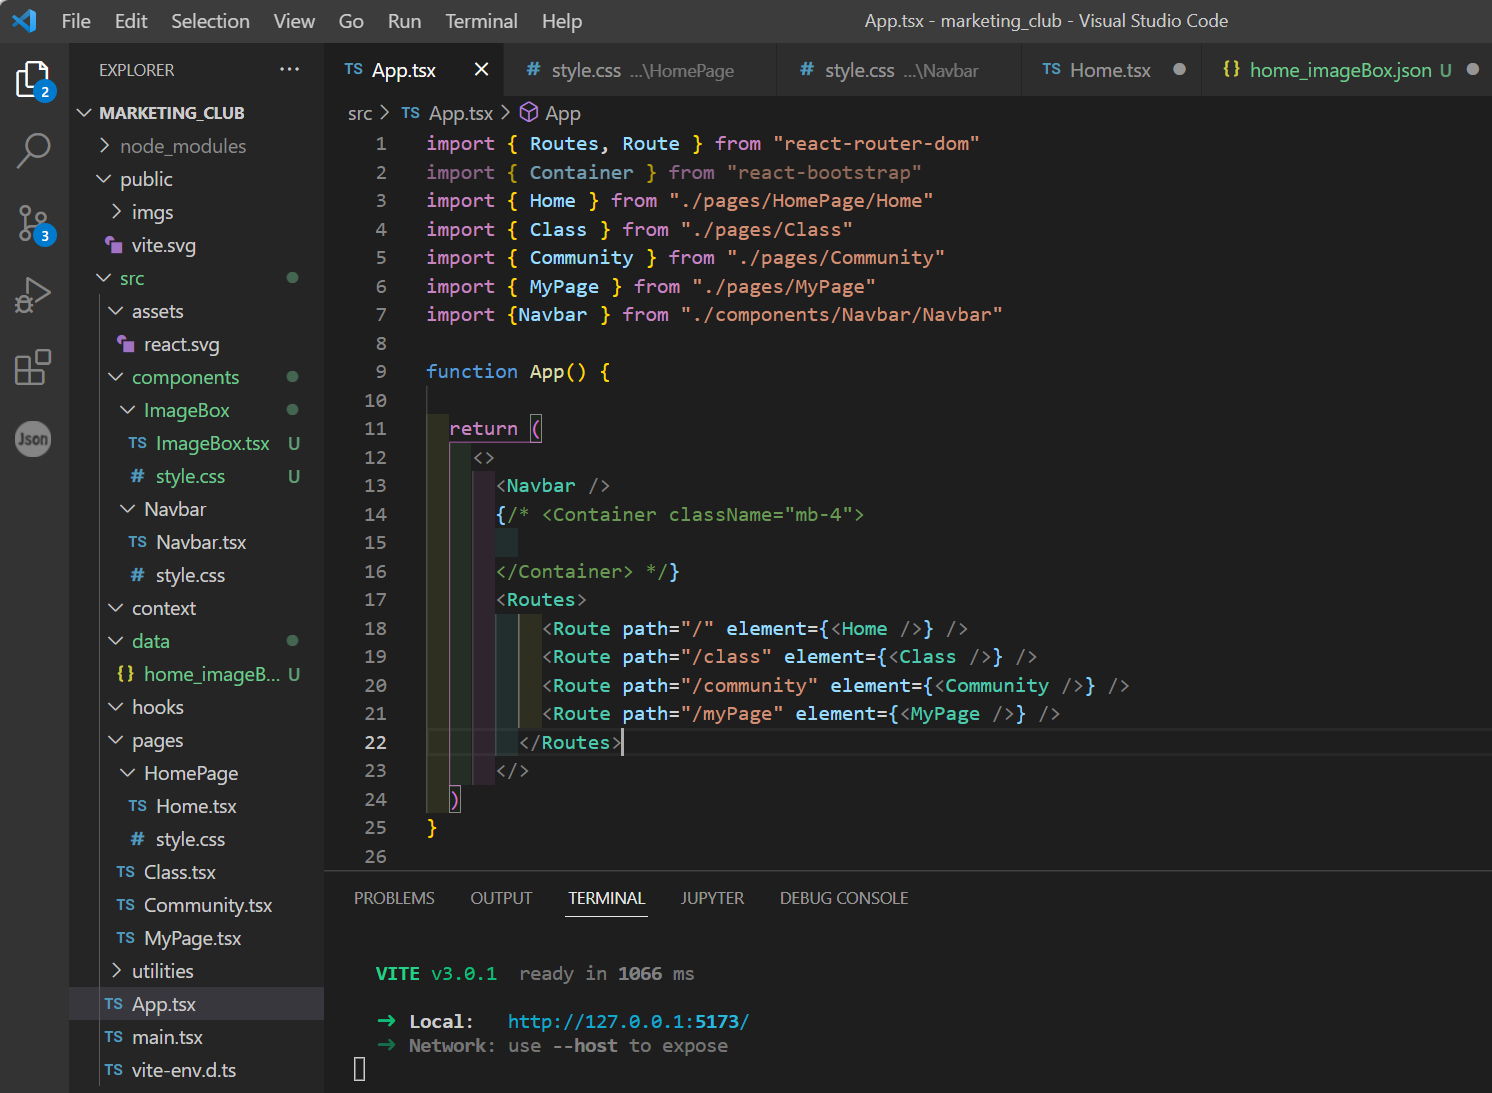 File Edit Selection View Go Run Terminal Help
App.tsx - marketing_club - Visual Studio Code
2
3
Json
EXPLORER ...
MARKETING_CLUB
node_modules
public
imgs
vite.svg
src
assets
react.svg
components
ImageBox
TS ImageBox.tsx U
# style.css U
Navbar
TS Navbar.tsx
# style.css
context
data
{} home_imageB... U
hooks
pages
HomePage
TS Home.tsx
# style.css
TS Class.tsx
TS Community.tsx
TS MyPage.tsx
utilities
TS App.tsx
TS main.tsx
TS vite-env.d.ts
TS App.tsx # style.css ...\HomePage # style.css ...\Navbar TS Home.tsx {} home_imageBox.json U
src > TS App.tsx > App
1 import { Routes, Route } from "react-router-dom"
2 import { Container } from "react-bootstrap"
3 import { Home } from "./pages/HomePage/Home"
4 import { Class } from "./pages/Class"
5 import { Community } from "./pages/Community"
6 import { MyPage } from "./pages/MyPage"
7 import {Navbar } from "./components/Navbar/Navbar"
8
9 function App() {
10
11 return (
12 <>
13 <Navbar />
14 {/* <Container className="mb-4">
15
16 </Container> */}
17 <Routes>
18 <Route path="/" element={<Home />} />
19 <Route path="/class" element={<Class />} />
20 <Route path="/community" element={<Community />} />
21 <Route path="/myPage" element={<MyPage />} />
22 </Routes>
23 </>
24 )
25 }
26
PROBLEMS OUTPUT TERMINAL JUPYTER DEBUG CONSOLE
VITE v3.0.1 ready in 1066 ms
➜ Local: http://127.0.0.1:5173/
➜ Network: use --host to expose